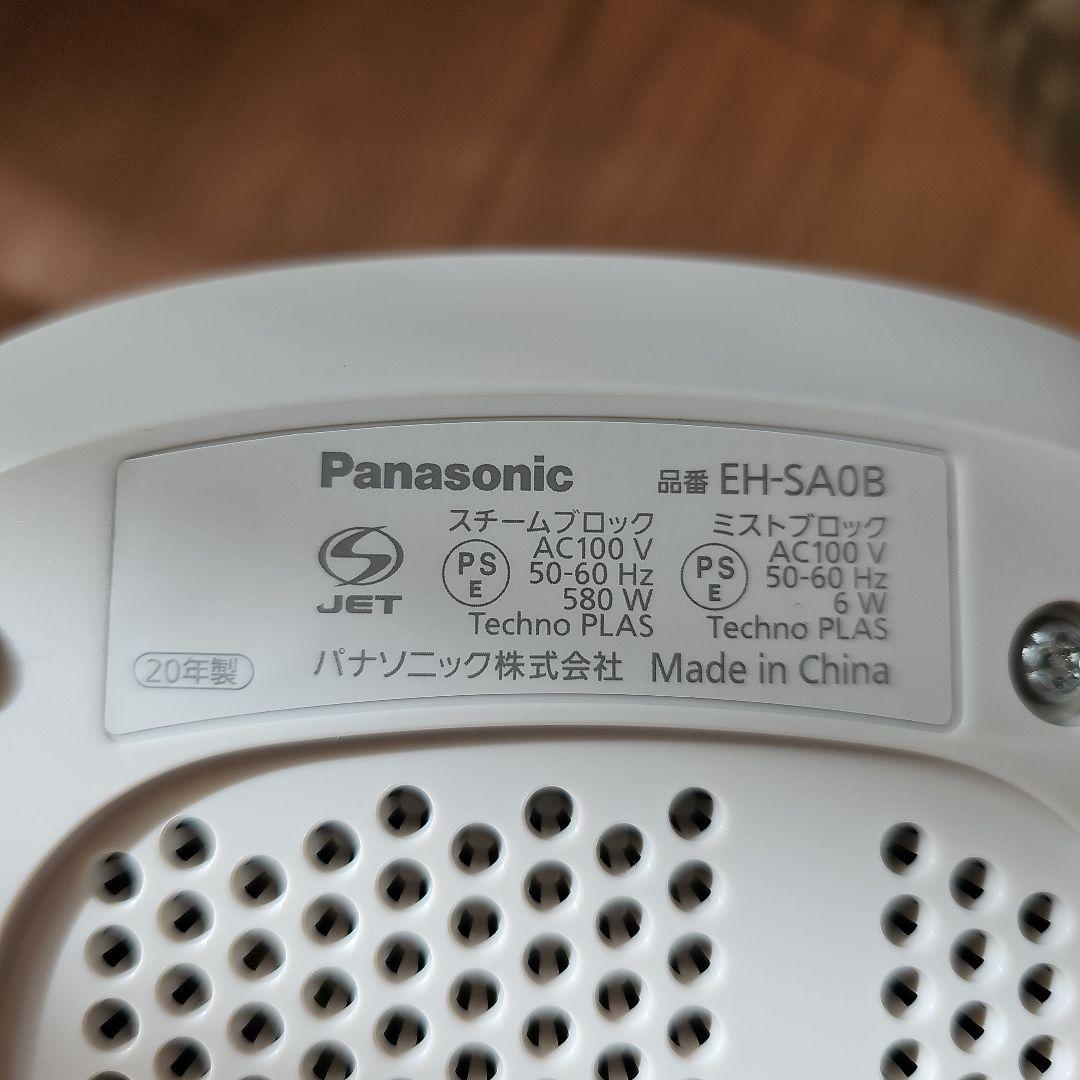 Panasonic 品番 EH-SA0B
スチームブロック
PS E AC100 V
50-60 Hz
580 W
Techno PLAS
ミストブロック
PS E AC100 V
50-60 Hz
6 W
Techno PLAS
JET
20年製
パナソニック株式会社 Made in China